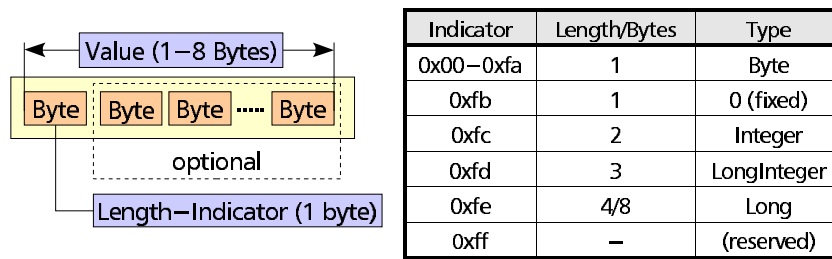 Value (1–8 Bytes)
Byte Byte Byte ..... Byte
optional
Length–Indicator (1 byte)
Indicator Length/Bytes Type
0x00–0xfa 1 Byte
0xfb 1 0 (fixed)
0xfc 2 Integer
0xfd 3 LongInteger
0xfe 4/8 Long
0xff – (reserved)